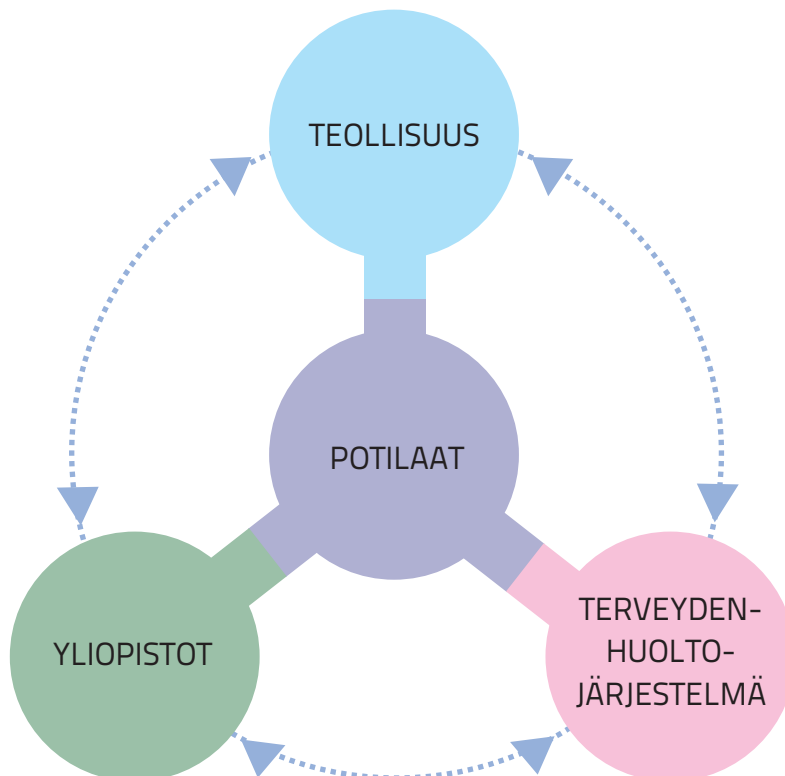 TEOLLISUUS
POTILAAT
YLIOPISTOT
TERVEYDEN-
HUOLTO-
JÄRJESTELMÄ